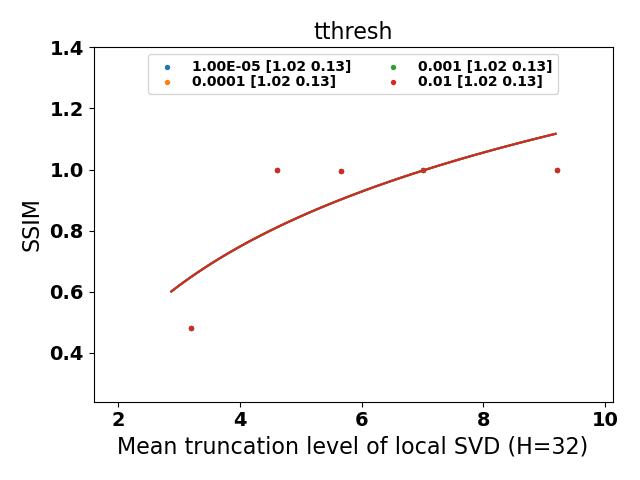 tthresh
1.00E-05 [1.02 0.13]
0.0001 [1.02 0.13]
0.001 [1.02 0.13]
0.01 [1.02 0.13]
SSIM
1.4
1.2
1.0
0.8
0.6
0.4
2 4 6 8 10
Mean truncation level of local SVD (H=32)